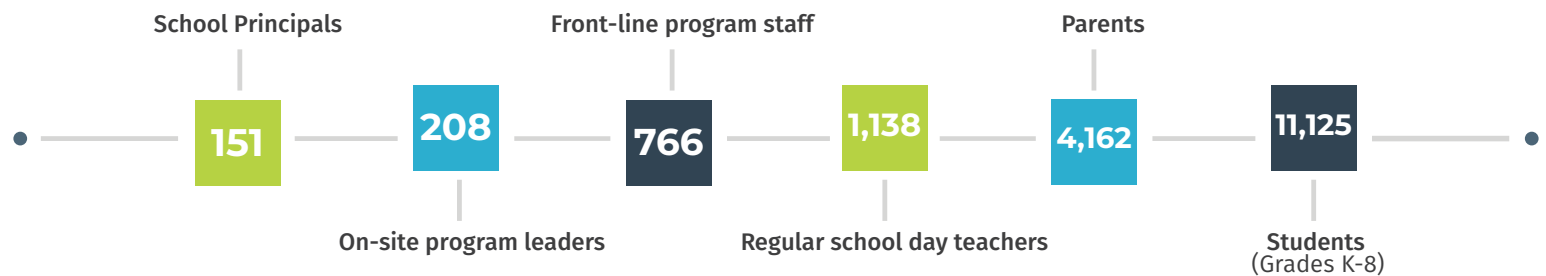 School Principals
151
208
On-site program leaders
Front-line program staff
766
1,138
Regular school day teachers
Parents
4,162
11,125
Students
(Grades K-8)